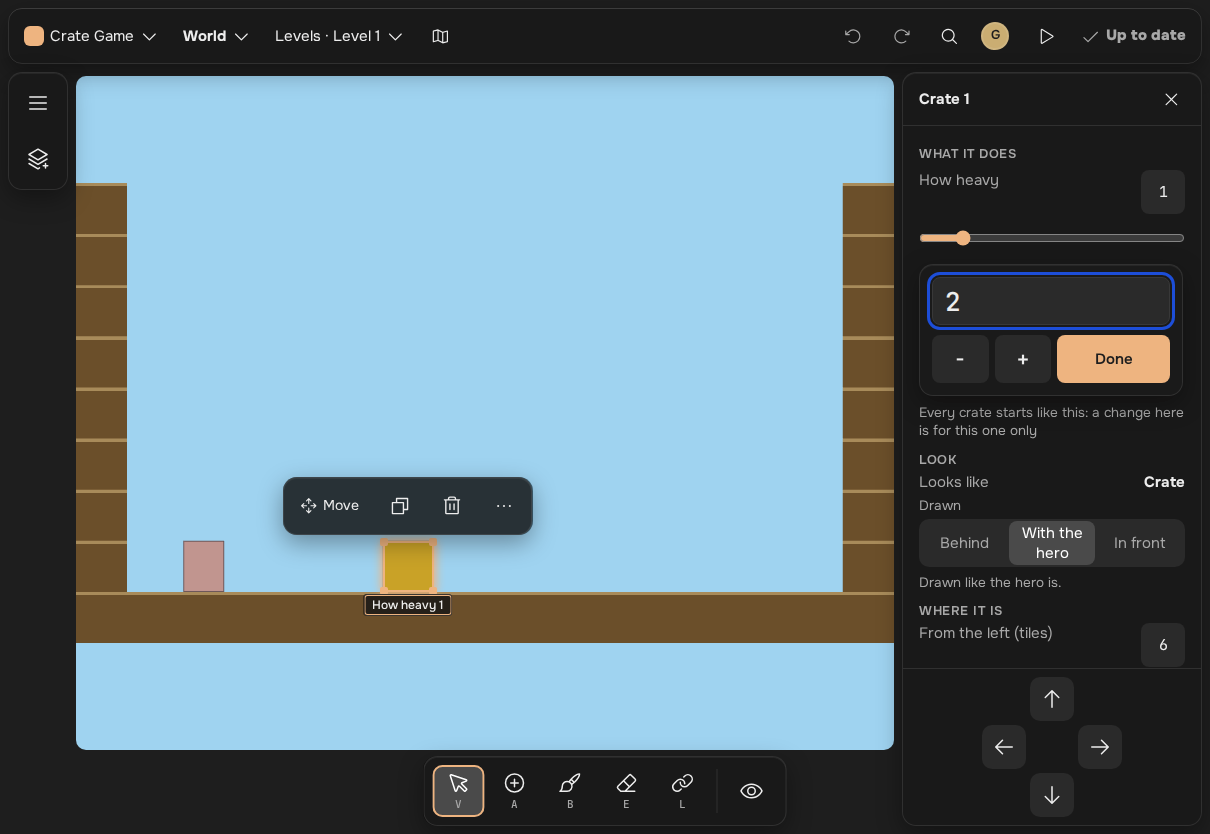 Crate Game
World
Levels · Level 1
G
Up to date
Crate 1
WHAT IT DOES
How heavy
1
2
-
+
Done
Every crate starts like this: a change here
is for this one only
LOOK
Looks like
Crate
Drawn
Behind
With the
hero
In front
Drawn like the hero is.
WHERE IT IS
From the left (tiles)
6
Move
How heavy 1
V
A
B
E
L